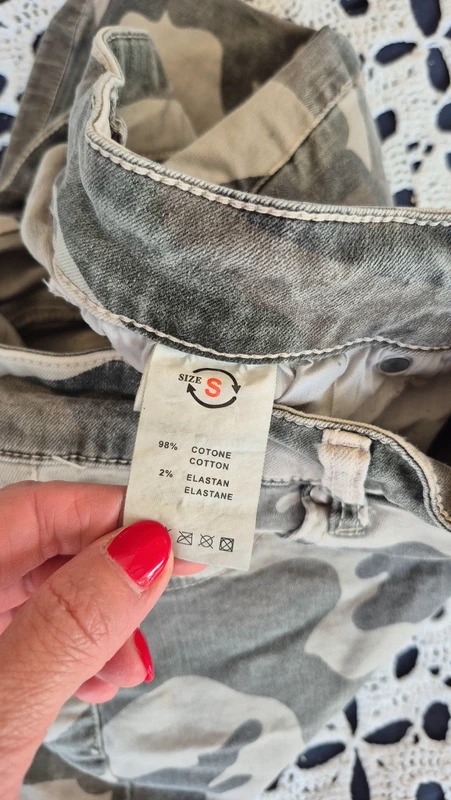 SIZE S
98% COTONE
COTTON
2% ELASTAN
ELASTANE